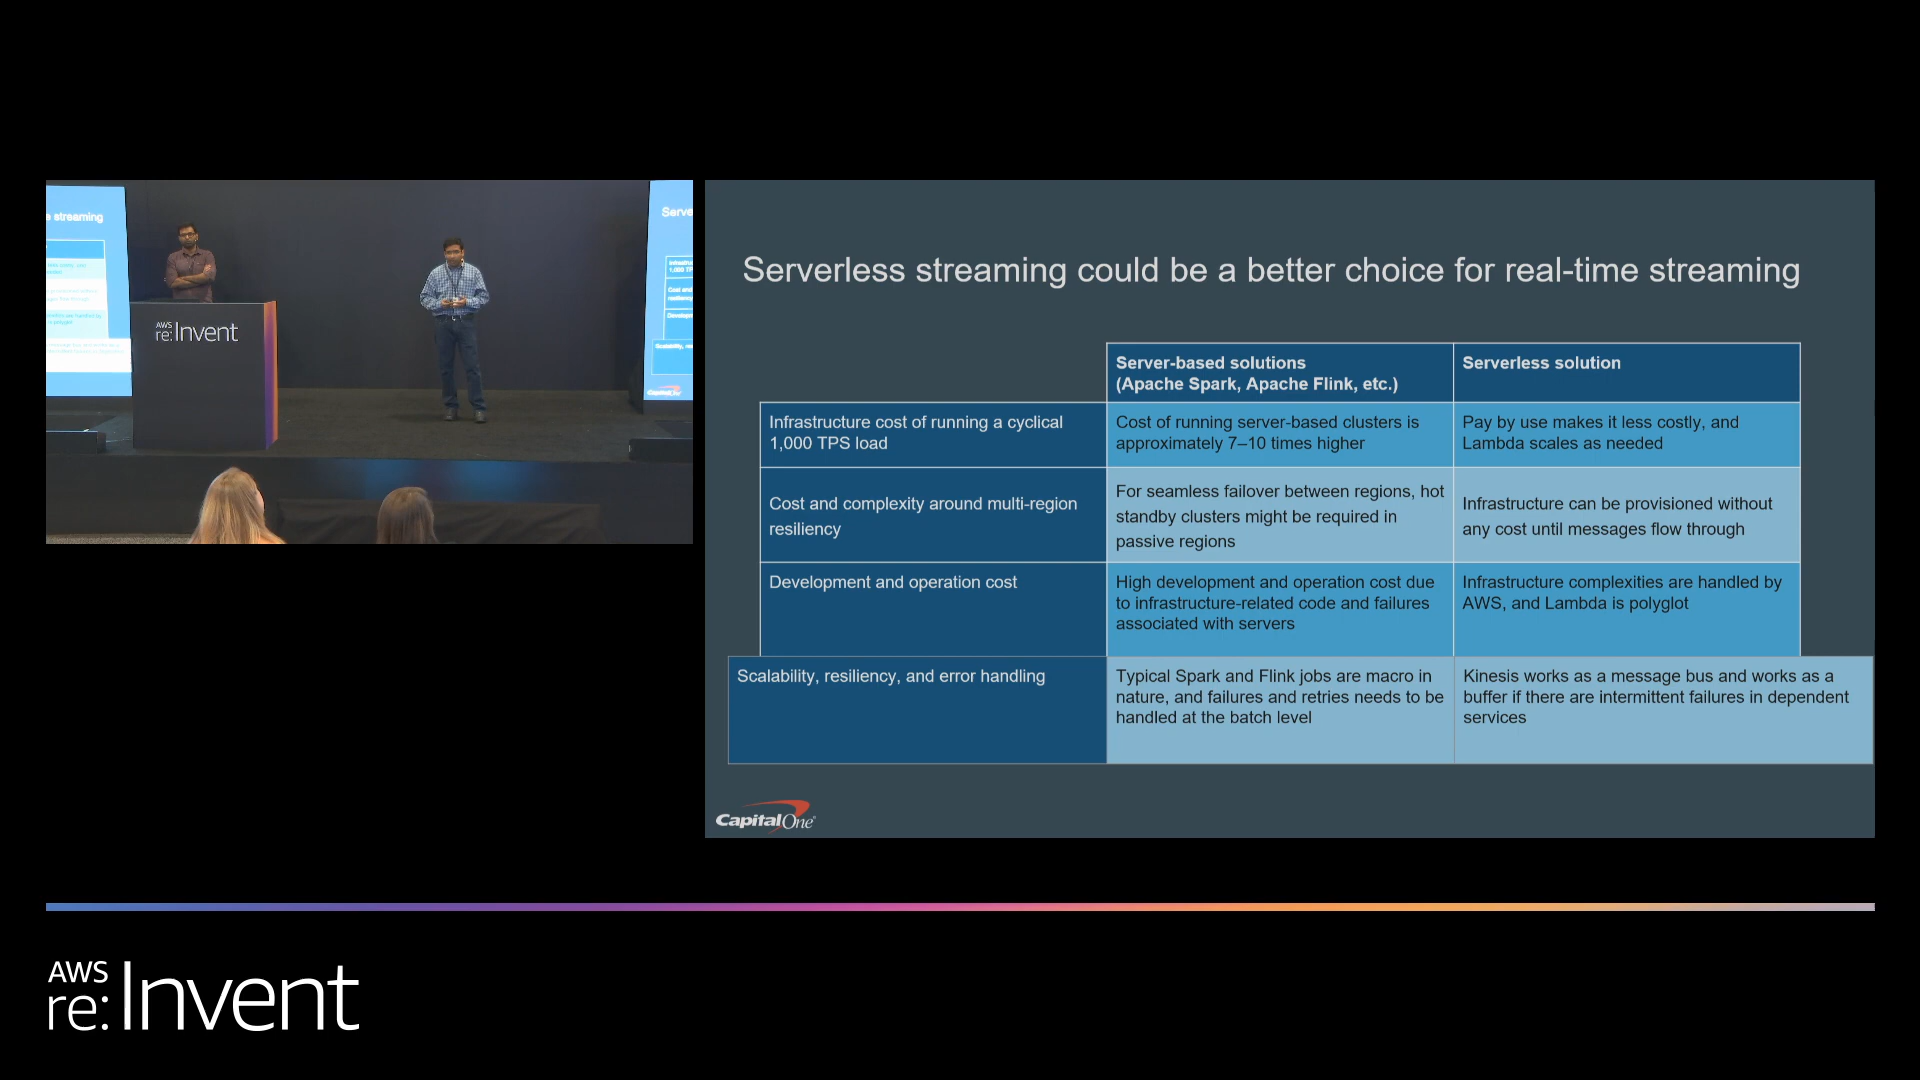 streaming
AWS
re:Invent
Serve
Serverless streaming could be a better choice for real-time streaming
Server-based solutions
(Apache Spark, Apache Flink, etc.)
Serverless solution
Infrastructure cost of running a cyclical
1,000 TPS load
Cost of running server-based clusters is
approximately 7–10 times higher
Pay by use makes it less costly, and
Lambda scales as needed
Cost and complexity around multi-region
resiliency
For seamless failover between regions, hot
standby clusters might be required in
passive regions
Infrastructure can be provisioned without
any cost until messages flow through
Development and operation cost
High development and operation cost due
to infrastructure-related code and failures
associated with servers
Infrastructure complexities are handled by
AWS, and Lambda is polyglot
Scalability, resiliency, and error handling
Typical Spark and Flink jobs are macro in
nature, and failures and retries needs to be
handled at the batch level
Kinesis works as a message bus and works as a
buffer if there are intermittent failures in dependent
services
CapitalOne
AWS
re:Invent